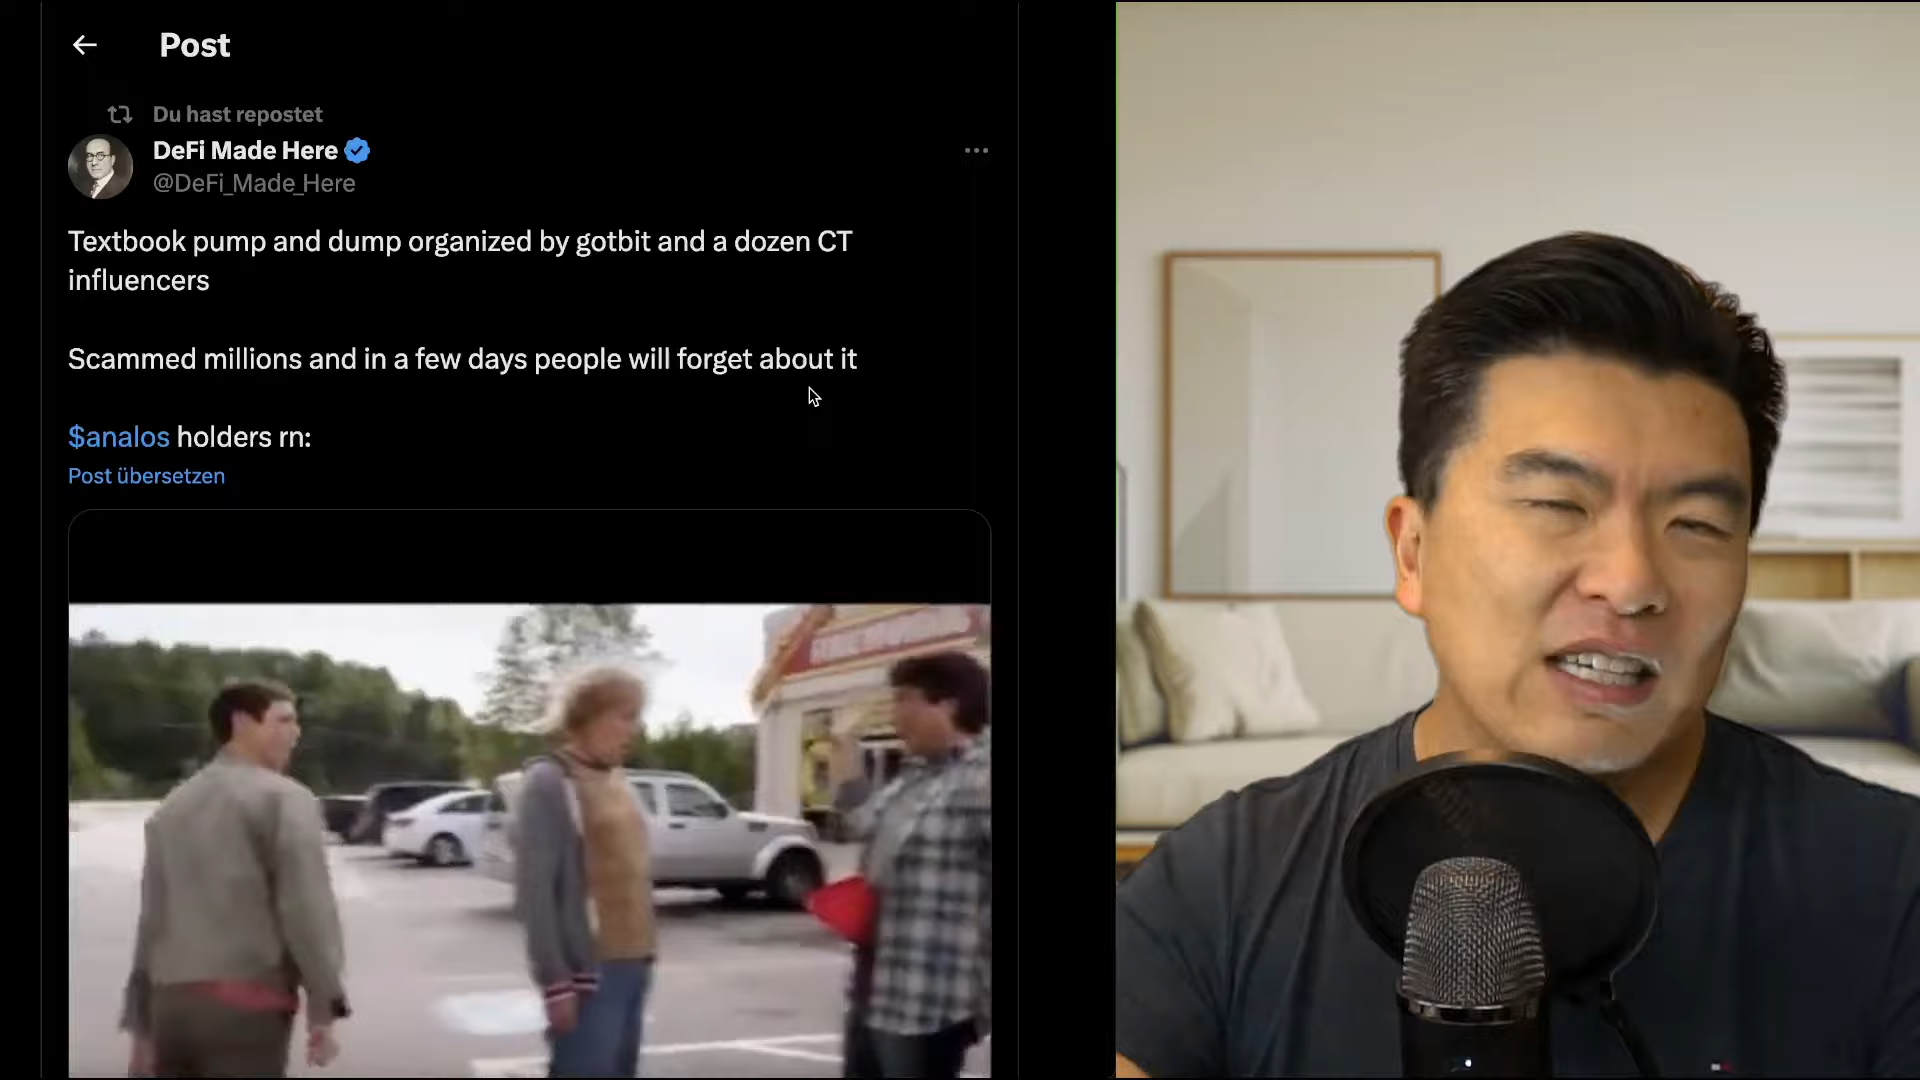 Post
Du hast repostet
DeFi Made Here
@DeFi_Made_Here
Textbook pump and dump organized by gotbit and a dozen CT
influencers
Scammed millions and in a few days people will forget about it
$analos holders rn:
Post übersetzen